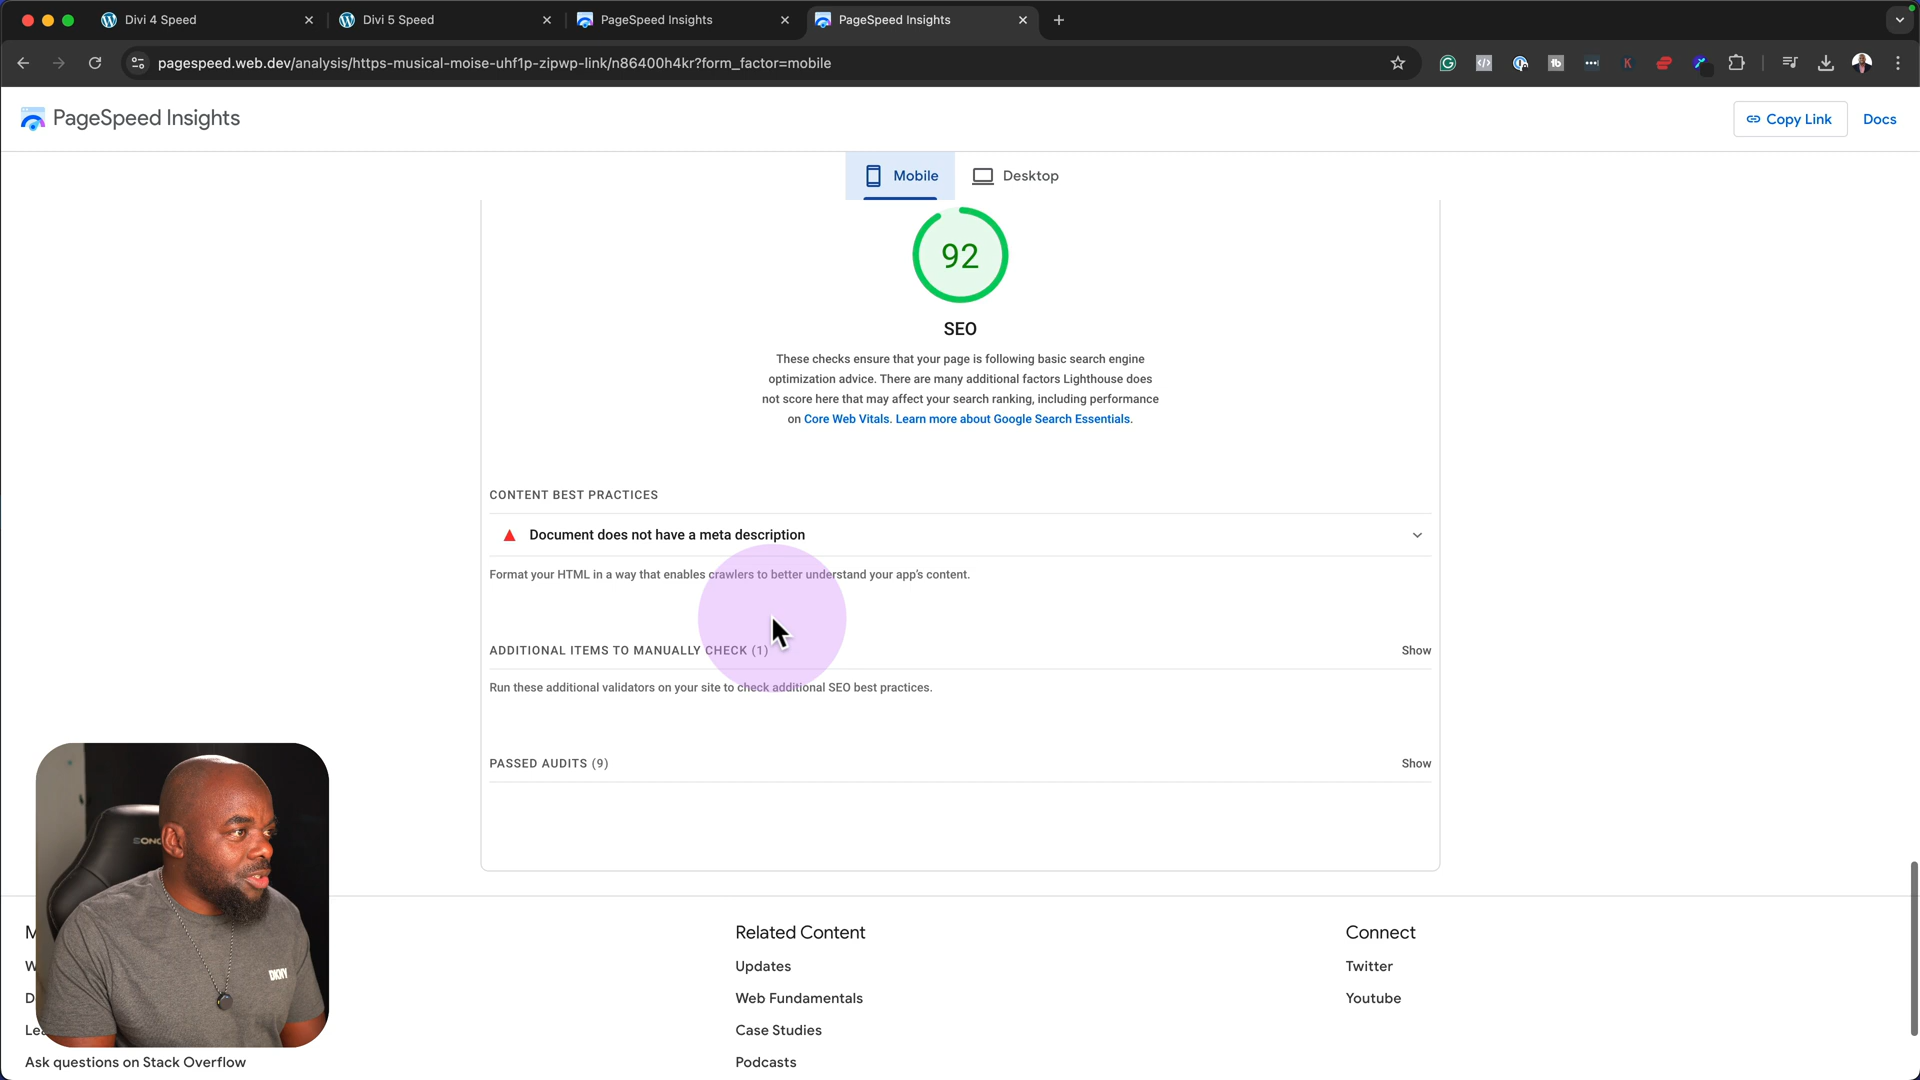 Divi 4 Speed
Divi 5 Speed
PageSpeed Insights
PageSpeed Insights
pagespeed.web.dev/analysis/https-musical-moise-uhf1p-zipwp-link/n86400h4kr?form_factor=mobile
PageSpeed Insights
Copy Link
Docs
Mobile
Desktop
92
SEO
These checks ensure that your page is following basic search engine
optimization advice. There are many additional factors Lighthouse does
not score here that may affect your search ranking, including performance
on Core Web Vitals. Learn more about Google Search Essentials.
CONTENT BEST PRACTICES
Document does not have a meta description
Format your HTML in a way that enables crawlers to better understand your app's content.
ADDITIONAL ITEMS TO MANUALLY CHECK (1)
Show
Run these additional validators on your site to check additional SEO best practices.
PASSED AUDITS (9)
Show
DKNY
Ask questions on Stack Overflow
Related Content
Updates
Web Fundamentals
Case Studies
Podcasts
Connect
Twitter
Youtube